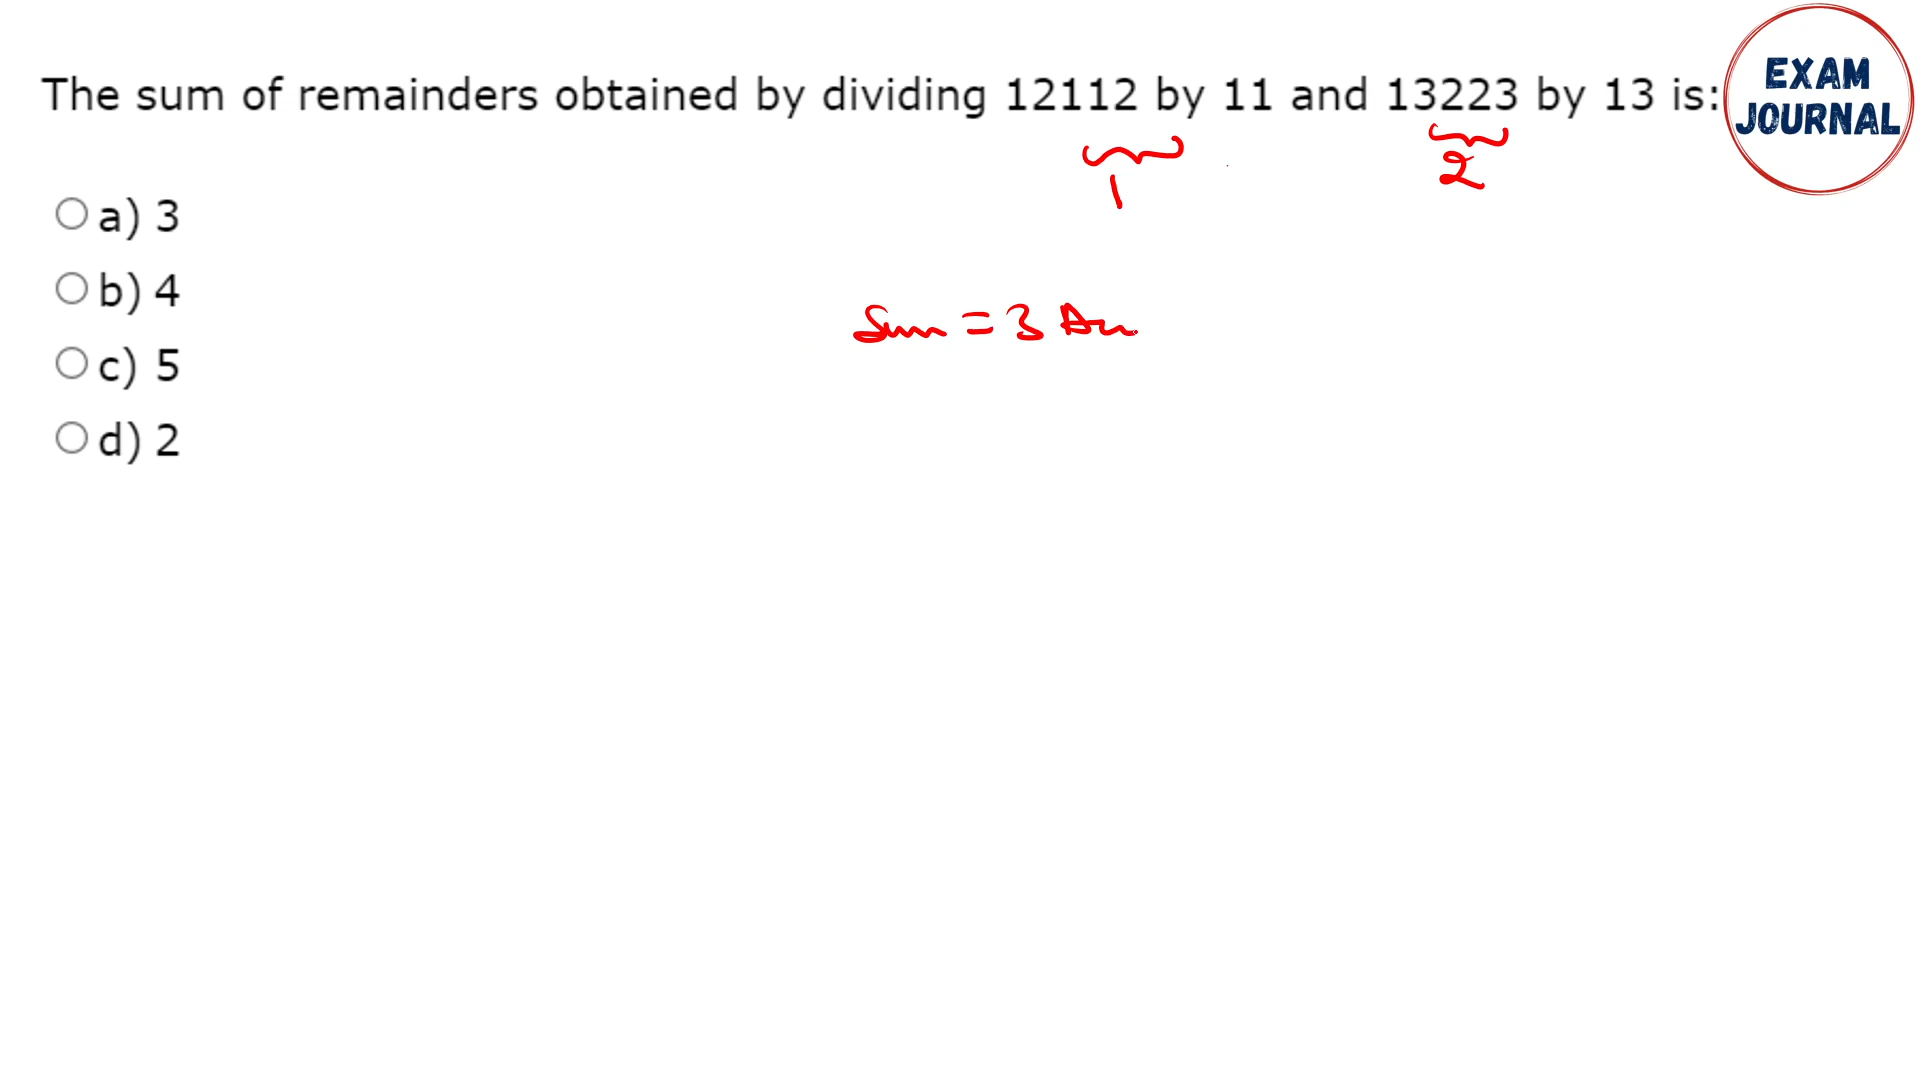 The sum of remainders obtained by dividing 12112 by 11 and 13223 by 13 is:
EXAM
JOURNAL
1
2
a) 3
b) 4
c) 5
d) 2
Sum = 3 An